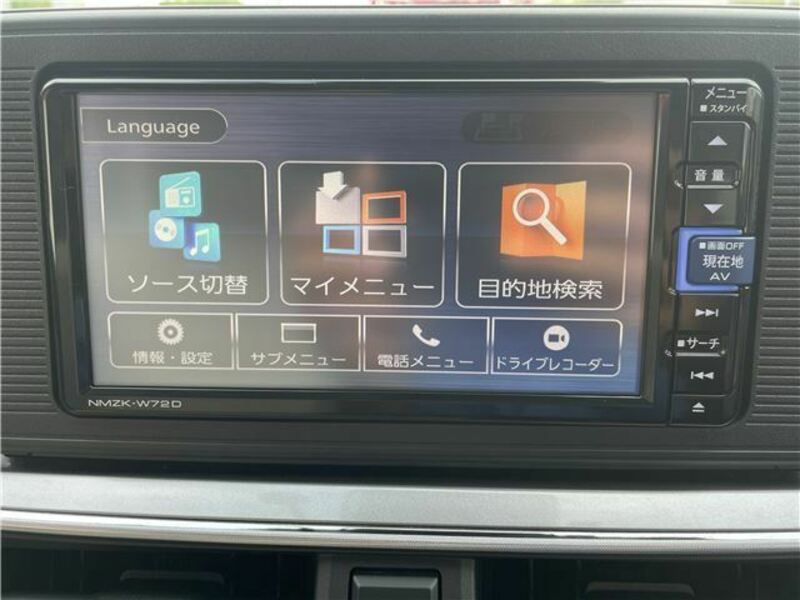 Language
ソース切替
マイメニュー
目的地検索
情報・設定
サブメニュー
電話メニュー
ドライブレコーダー
NMZK-W72D
メニュー
■スタンバイ
音量
■画面OFF
現在地
AV
■サーチ